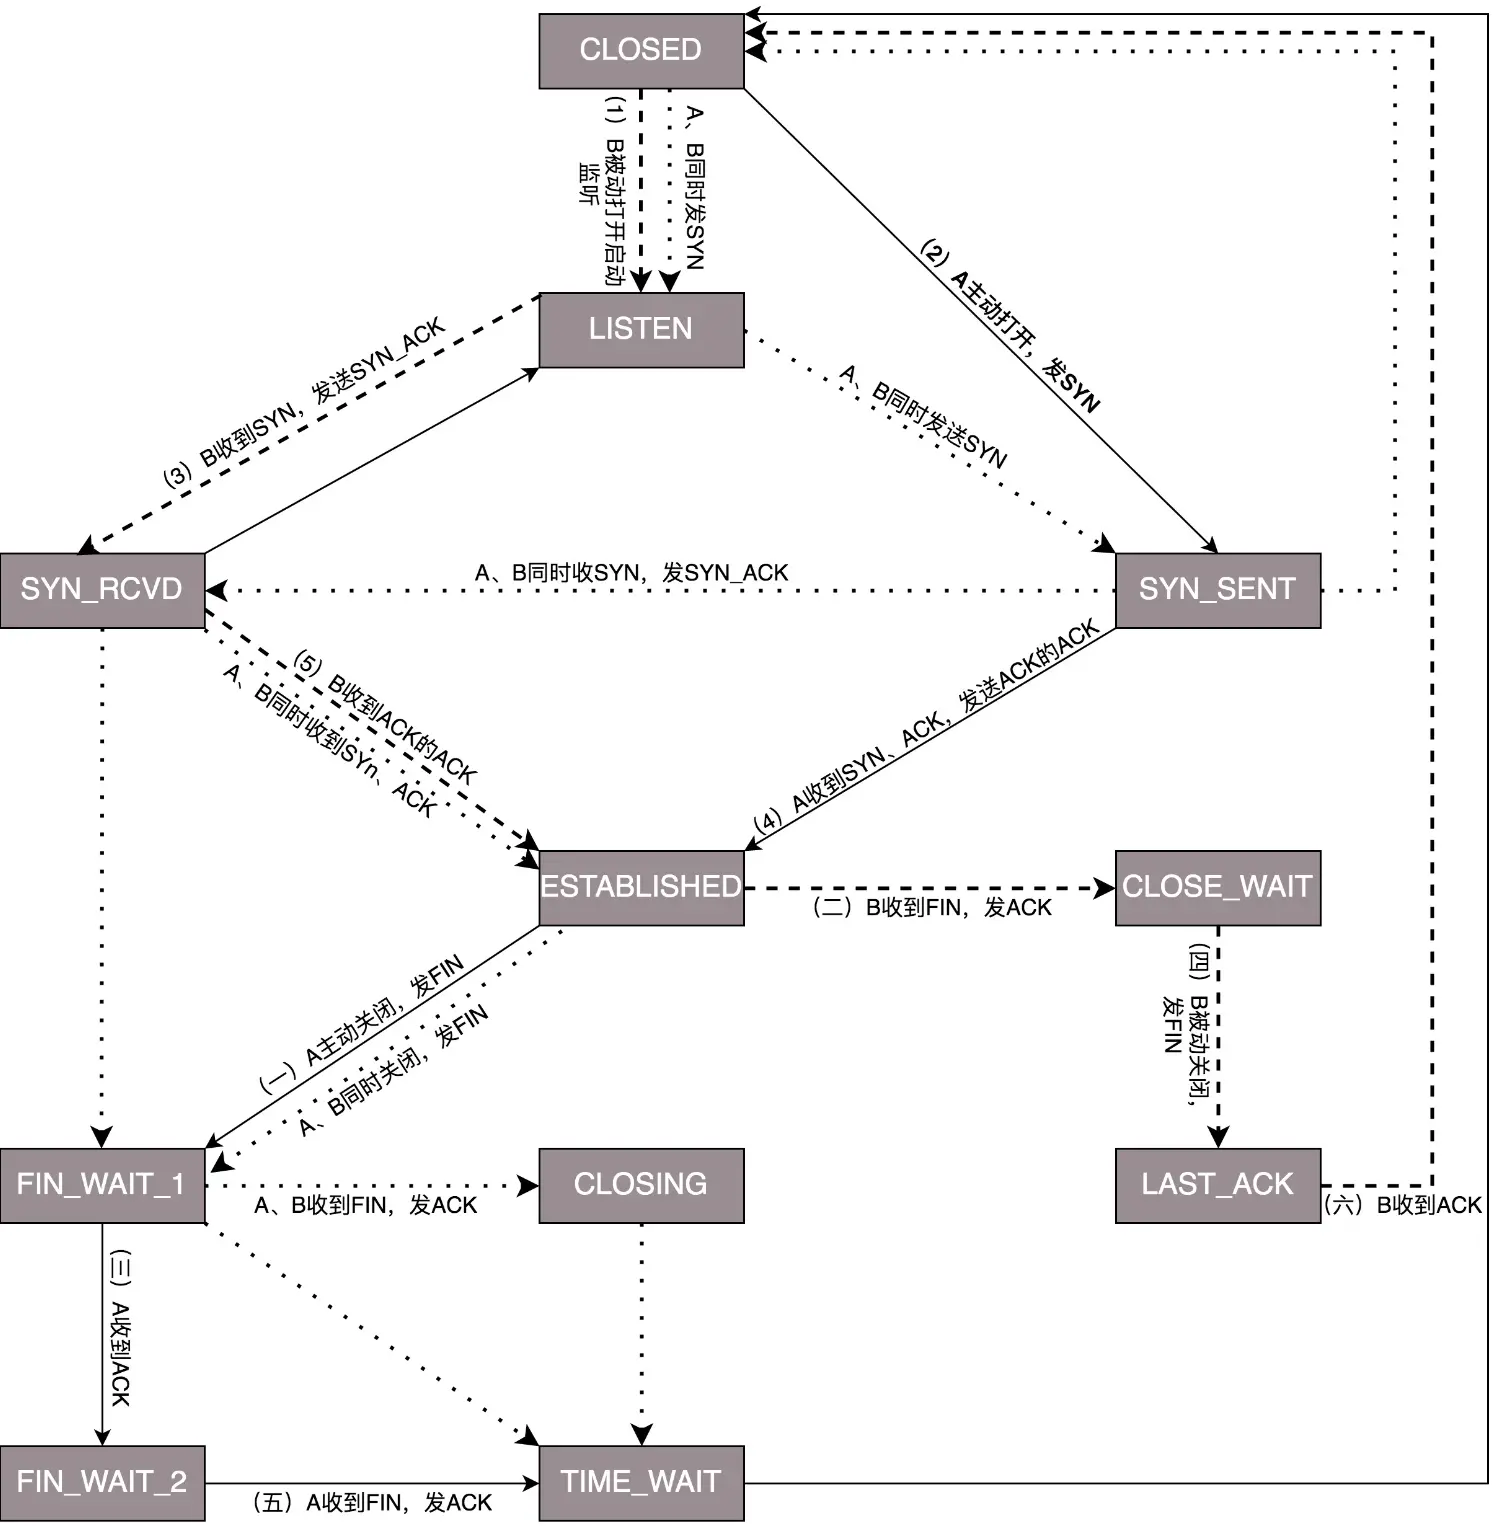 CLOSED
(1) B被动打开启动
监听
A、B同时发SYN
(2) A主动打开，发SYN
LISTEN
(3) B收到SYN，发送SYN_ACK
A、B同时发送SYN
SYN_RCVD
A、B同时收SYN，发SYN_ACK
SYN_SENT
(5) B收到ACK的ACK
A、B同时收到SYn、ACK
(4) A收到SYN、ACK，发送ACK的ACK
ESTABLISHED
(二) B收到FIN，发ACK
CLOSE_WAIT
(一) A主动关闭，发FIN
A、B同时关闭，发FIN
(四) B被动关闭，
发FIN
FIN_WAIT_1
A、B收到FIN，发ACK
CLOSING
LAST_ACK
(六) B收到ACK
(三) A收到ACK
FIN_WAIT_2
(五) A收到FIN，发ACK
TIME_WAIT